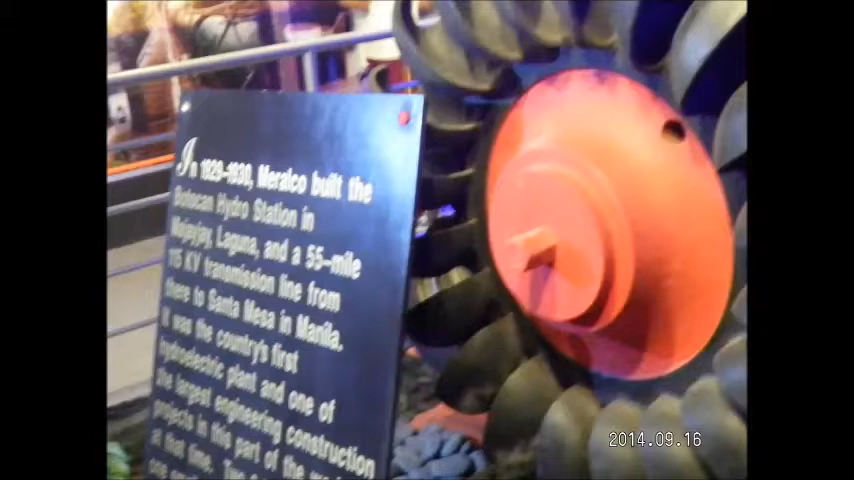 In 1929-1930, Meralco built the
Botocan Hydro Station in
Majayjay, Laguna, and a 55-mile
115 KV transmission line from
there to Santa Mesa in Manila.
It was the country's first
hydroelectric plant and one of
the largest engineering construction
projects in this part of the world
at that time.
2014.09.16